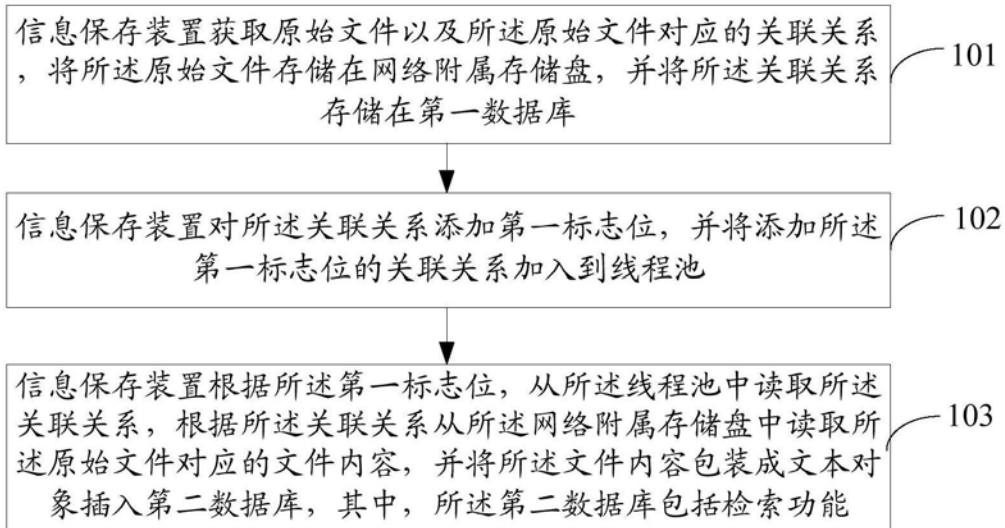 信息保存装置获取原始文件以及所述原始文件对应的关联关系
，将所述原始文件存储在网络附属存储盘，并将所述关联关系
存储在第一数据库
101
信息保存装置对所述关联关系添加第一标志位，并将添加所述
第一标志位的关联关系加入到线程池
102
信息保存装置根据所述第一标志位，从所述线程池中读取所述
关联关系，根据所述关联关系从所述网络附属存储盘中读取所
述原始文件对应的文件内容，并将所述文件内容包装成文本对
象插入第二数据库，其中，所述第二数据库包括检索功能
103